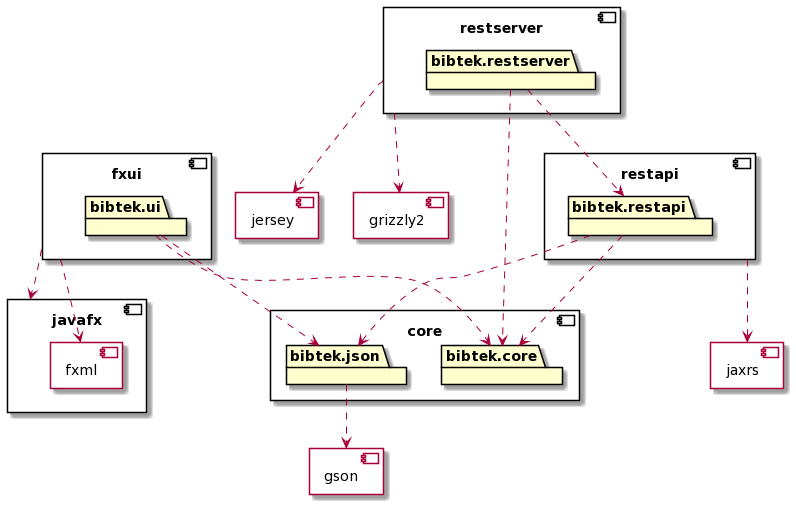 restserver
bibtek.restserver
fxui
restapi
bibtek.ui
jersey
grizzly2
bibtek.restapi
javafx
core
bibtek.json
bibtek.core
fxml
jaxrs
gson